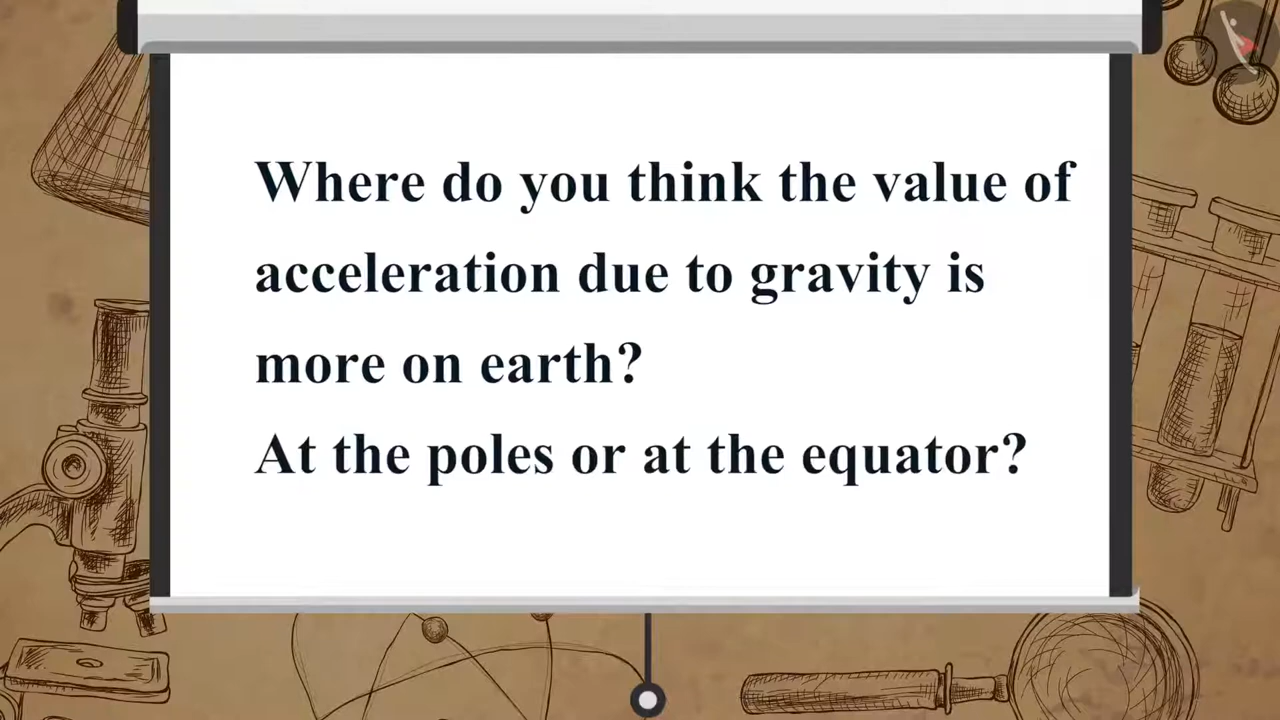 Where do you think the value of
acceleration due to gravity is
more on earth?
At the poles or at the equator?